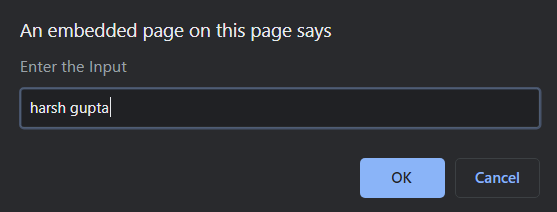 An embedded page on this page says
Enter the Input
harsh gupta
OK
Cancel